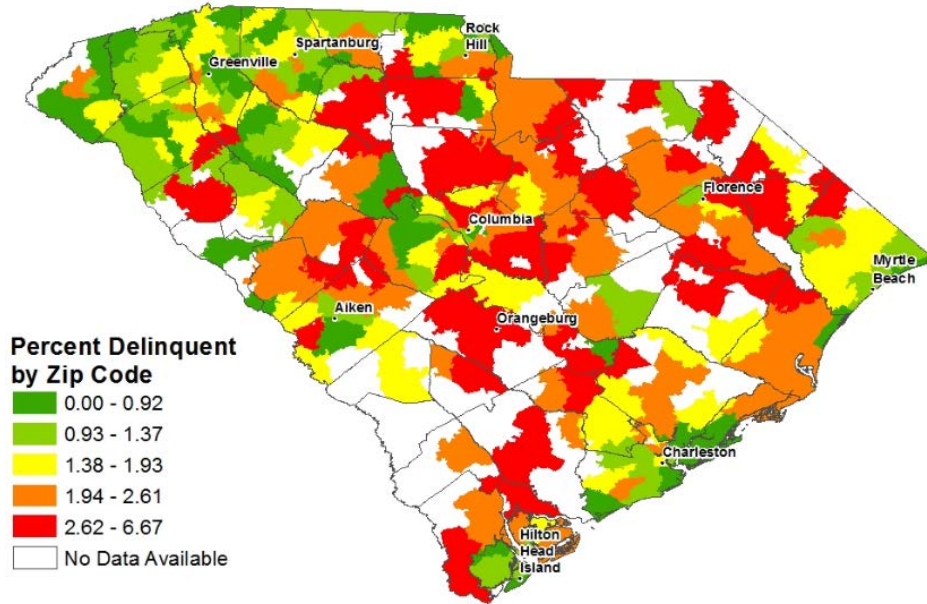 Rock
Hill
Spartanburg
Greenville
Florence
Columbia
Myrtle
Beach
Aiken
Orangeburg
Charleston
Hilton
Head
Island
Percent Delinquent
by Zip Code
0.00 - 0.92
0.93 - 1.37
1.38 - 1.93
1.94 - 2.61
2.62 - 6.67
No Data Available